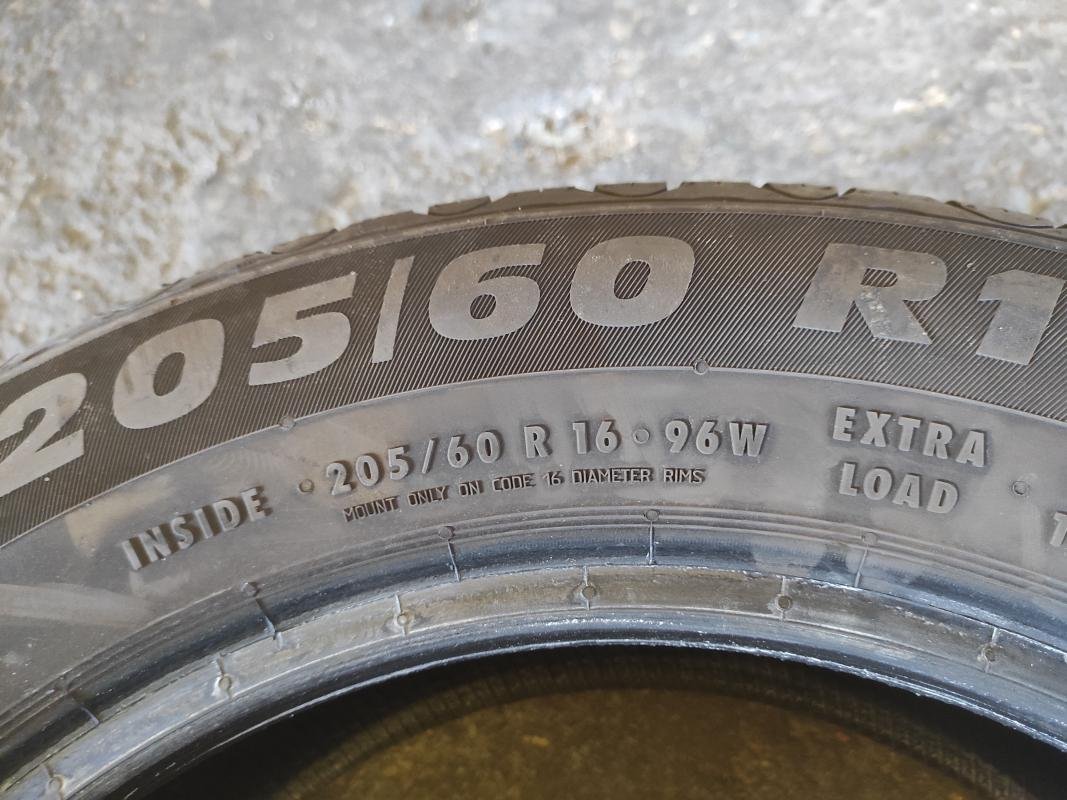 205/60 R1
INSIDE 205/60 R 16 96W
MOUNT ONLY ON CODE 16 DIAMETER RIMS
EXTRA
LOAD